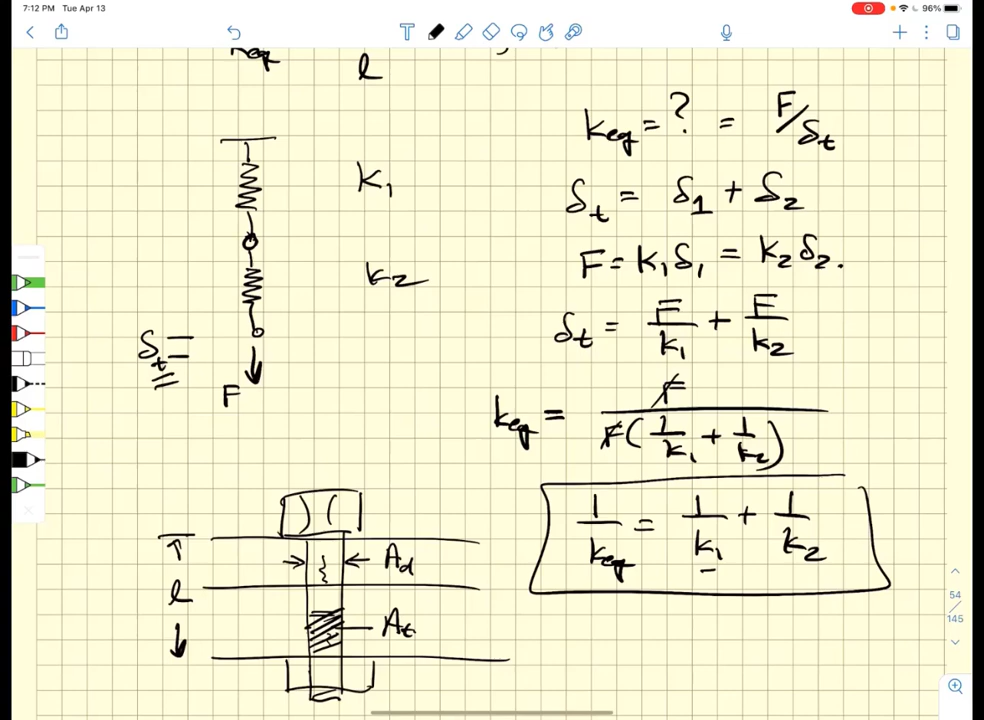 7:12 PM Tue Apr 13
96%
keq
l
keq = ? = F/δt
k1
δt = δ1 + δ2
F = k1δ1 = k2δ2.
k2
δt = F/k1 + F/k2
δt =
F
keq = F / F(1/k1 + 1/k2)
1/keq = 1/k1 + 1/k2
Ad
l
At
54
/
145